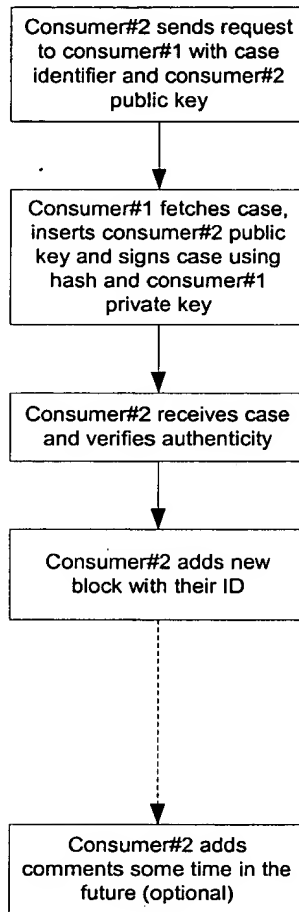 Consumer#2 sends request
to consumer#1 with case
identifier and consumer#2
public key
Consumer#1 fetches case,
inserts consumer#2 public
key and signs case using
hash and consumer#1
private key
Consumer#2 receives case
and verifies authenticity
Consumer#2 adds new
block with their ID
Consumer#2 adds
comments some time in the
future (optional)